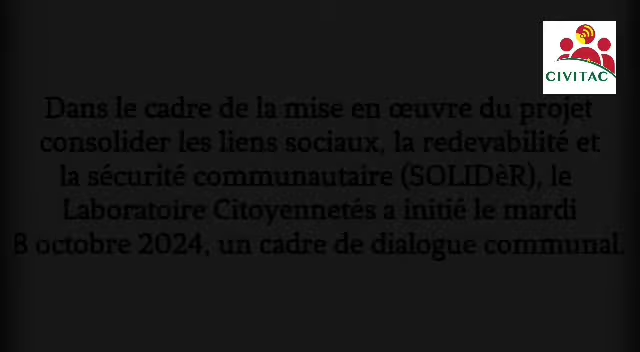 CIVITAC
Dans le cadre de la mise en œuvre du projet
consolider les liens sociaux, la redevabilité et
la sécurité communautaire (SOLIDèR), le
Laboratoire Citoyennetés a initié le mardi
8 octobre 2024, un cadre de dialogue communal.